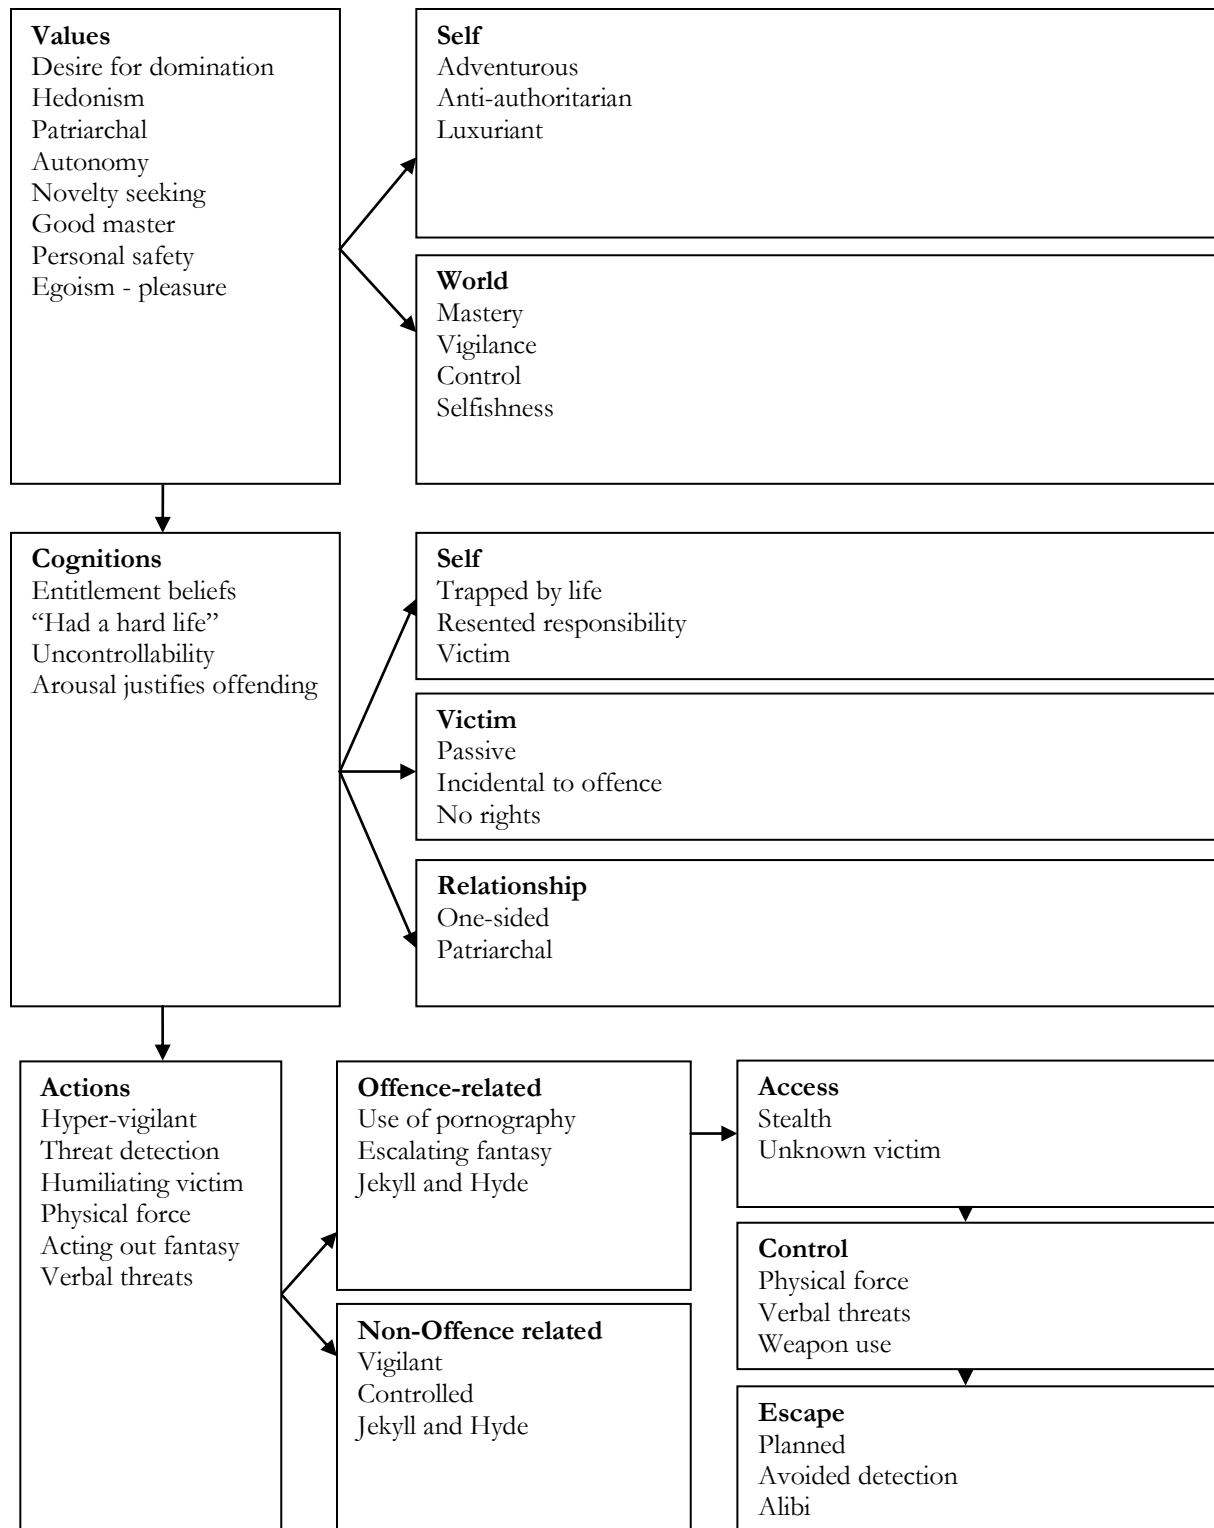 Values
Desire for domination
Hedonism
Patriarchal
Autonomy
Novelty seeking
Good master
Personal safety
Egoism - pleasure
Self
Adventurous
Anti-authoritarian
Luxuriant
World
Mastery
Vigilance
Control
Selfishness
Cognitions
Entitlement beliefs
“Had a hard life”
Uncontrollability
Arousal justifies offending
Self
Trapped by life
Resented responsibility
Victim
Victim
Passive
Incidental to offence
No rights
Relationship
One-sided
Patriarchal
Actions
Hyper-vigilant
Threat detection
Humiliating victim
Physical force
Acting out fantasy
Verbal threats
Offence-related
Use of pornography
Escalating fantasy
Jekyll and Hyde
Non-Offence related
Vigilant
Controlled
Jekyll and Hyde
Access
Stealth
Unknown victim
Control
Physical force
Verbal threats
Weapon use
Escape
Planned
Avoided detection
Alibi